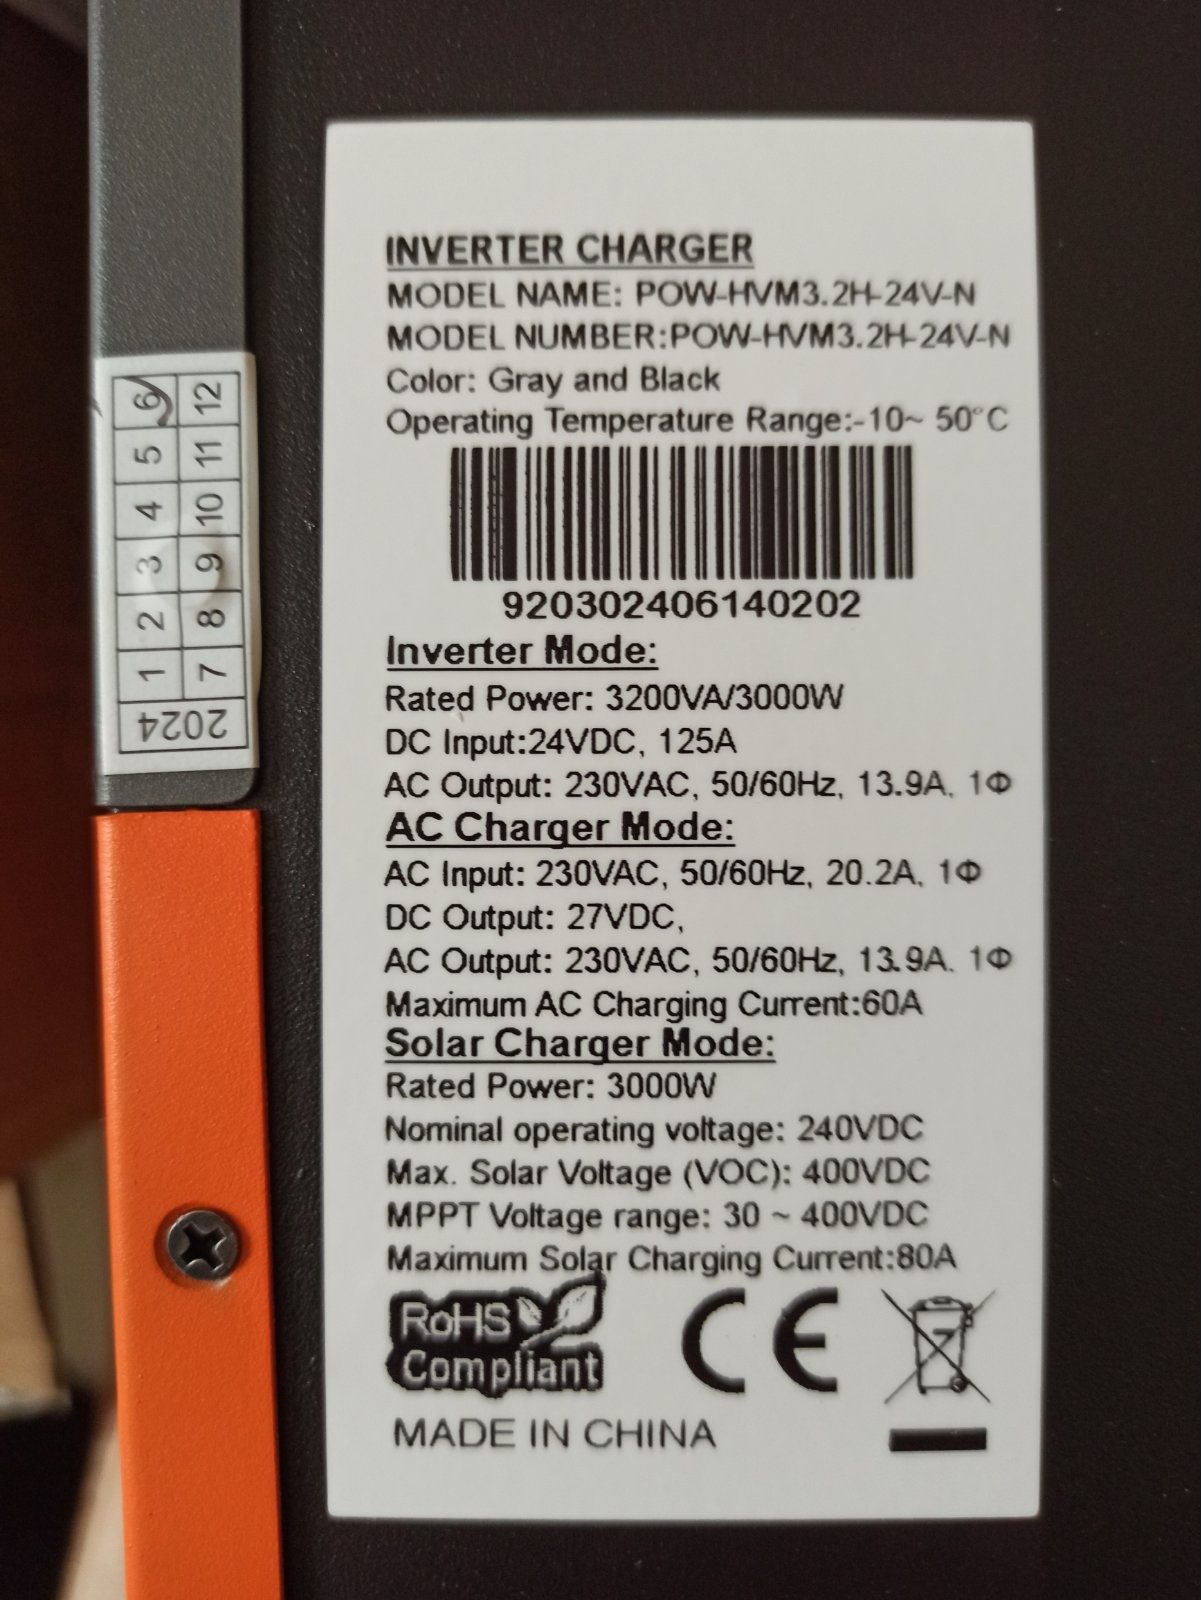 INVERTER CHARGER
MODEL NAME: POW-HVM3.2H-24V-N
MODEL NUMBER:POW-HVM3.2H-24V-N
Color: Gray and Black
Operating Temperature Range:-10~ 50°C
920302406140202
Inverter Mode:
Rated Power: 3200VA/3000W
DC Input:24VDC, 125A
AC Output: 230VAC, 50/60Hz, 13.9A, 1Φ
AC Charger Mode:
AC Input: 230VAC, 50/60Hz, 20.2A, 1Φ
DC Output: 27VDC,
AC Output: 230VAC, 50/60Hz, 13.9A. 1Φ
Maximum AC Charging Current:60A
Solar Charger Mode:
Rated Power: 3000W
Nominal operating voltage: 240VDC
Max. Solar Voltage (VOC): 400VDC
MPPT Voltage range: 30 ~ 400VDC
Maximum Solar Charging Current:80A
RoHS
Compliant
CE
MADE IN CHINA
2024
1 2 3 4 5 6
7 8 9 10 11 12